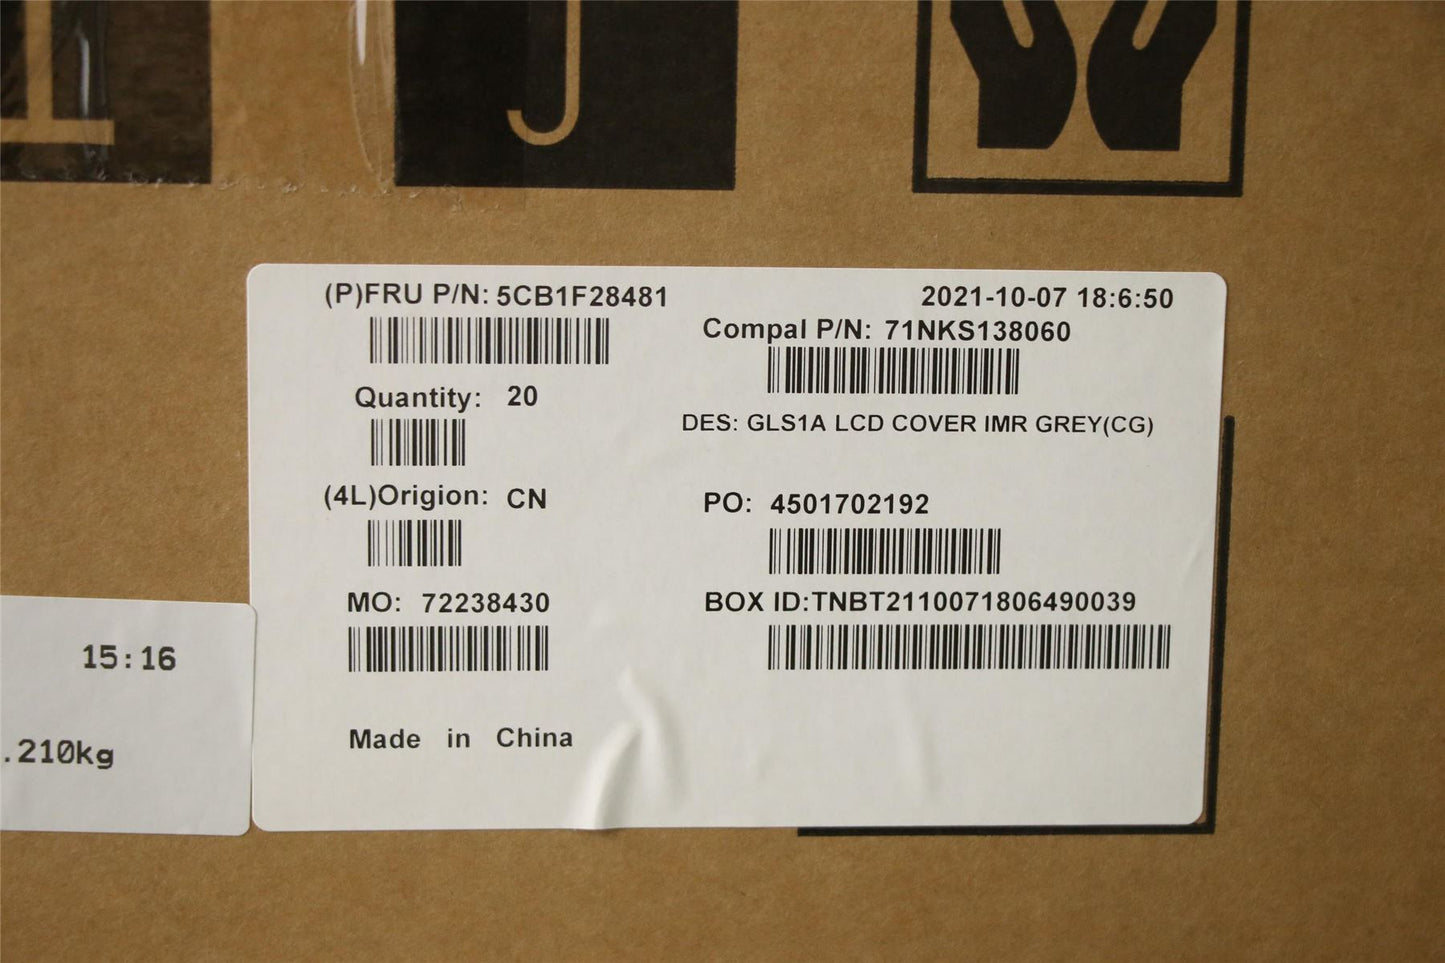 (P)FRU P/N: 5CB1F28481
2021-10-07 18:6:50
Compal P/N: 71NKS138060
Quantity: 20
DES: GLS1A LCD COVER IMR GREY(CG)
(4L)Origion: CN
PO: 4501702192
MO: 72238430
BOX ID:TNBT2110071806490039
Made in China
15:16
.210kg